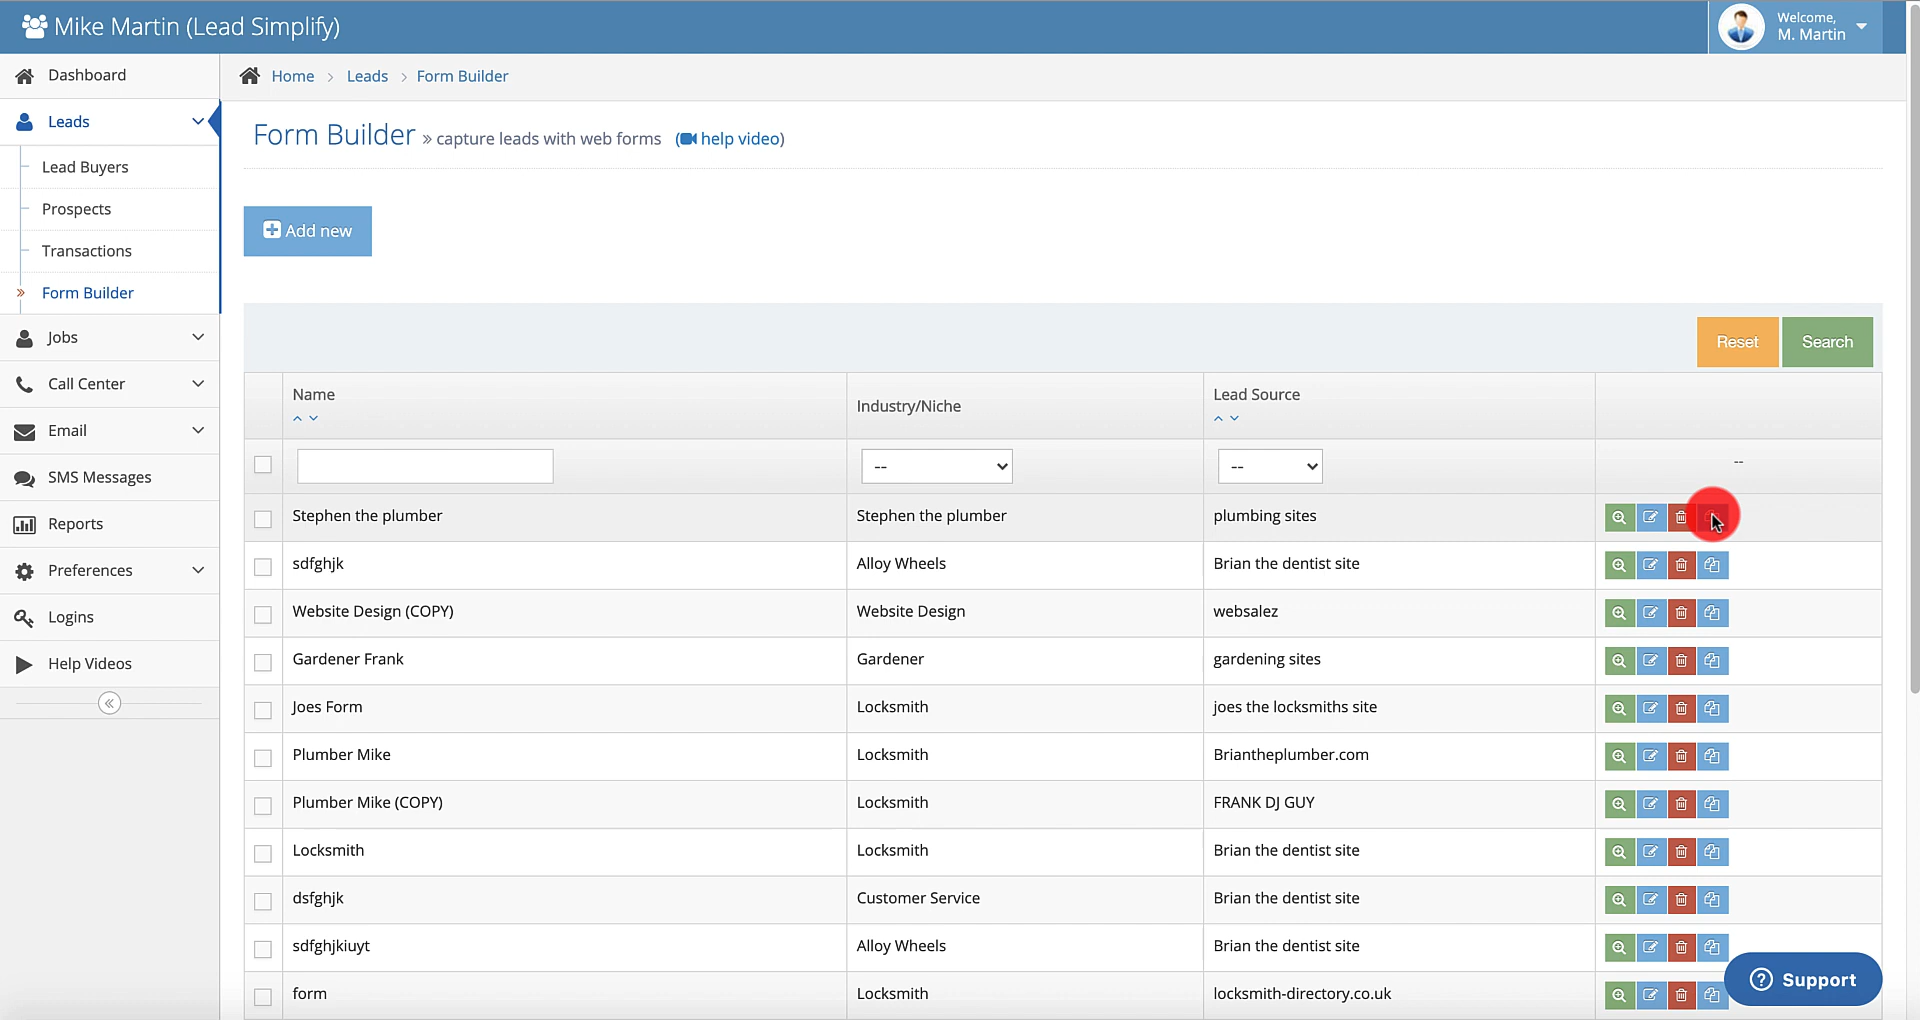 Mike Martin (Lead Simplify)
Welcome,
M. Martin
Dashboard
Leads
Lead Buyers
Prospects
Transactions
» Form Builder
Jobs
Call Center
Email
SMS Messages
Reports
Preferences
Logins
Help Videos
«
Home > Leads > Form Builder
Form Builder » capture leads with web forms (help video)
Add new
Reset Search
Name Industry/Niche Lead Source
-- -- --
Stephen the plumber Stephen the plumber plumbing sites
sdfghjk Alloy Wheels Brian the dentist site
Website Design (COPY) Website Design websalez
Gardener Frank Gardener gardening sites
Joes Form Locksmith joes the locksmiths site
Plumber Mike Locksmith Briantheplumber.com
Plumber Mike (COPY) Locksmith FRANK DJ GUY
Locksmith Locksmith Brian the dentist site
dsfghjk Customer Service Brian the dentist site
sdfghjkiuyt Alloy Wheels Brian the dentist site
form Locksmith locksmith-directory.co.uk
? Support